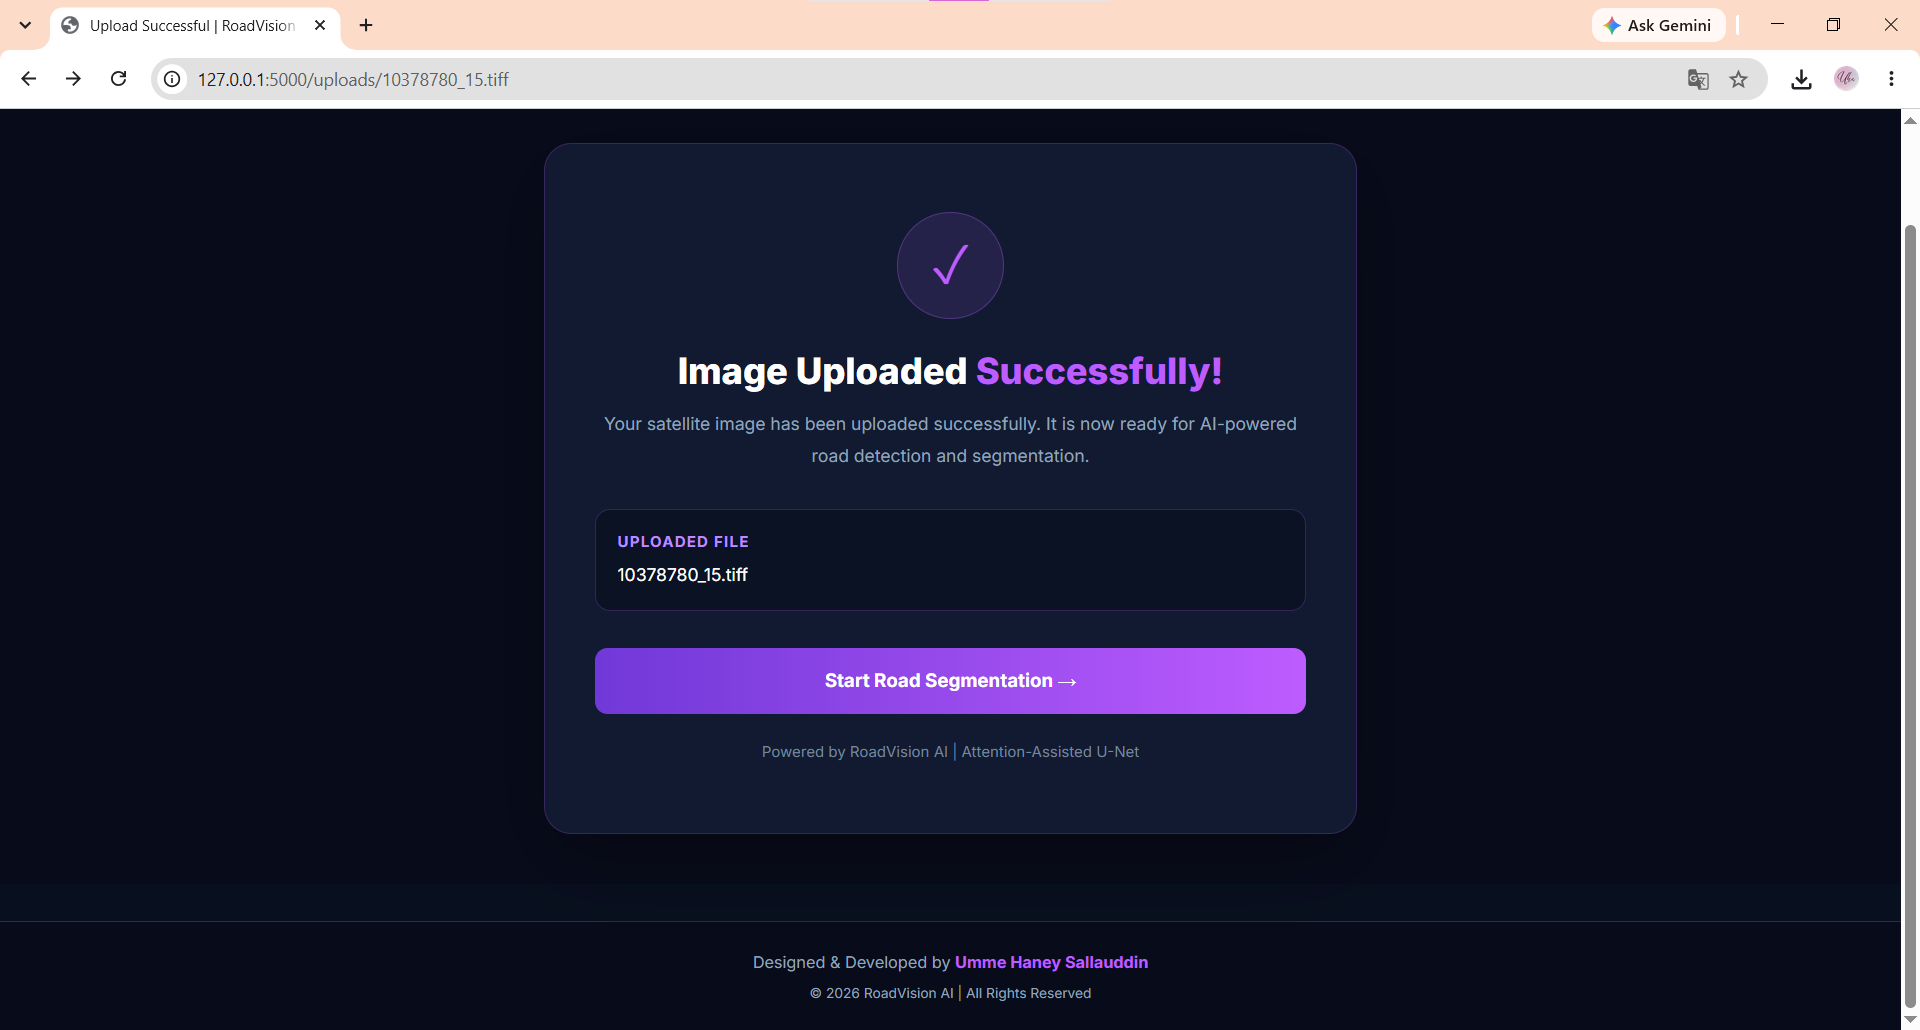 Upload Successful | RoadVision
Ask Gemini
127.0.0.1:5000/uploads/10378780_15.tiff
✓
Image Uploaded Successfully!
Your satellite image has been uploaded successfully. It is now ready for AI-powered
road detection and segmentation.
UPLOADED FILE
10378780_15.tiff
Start Road Segmentation →
Powered by RoadVision AI | Attention-Assisted U-Net
Designed & Developed by Umme Haney Sallauddin
© 2026 RoadVision AI | All Rights Reserved